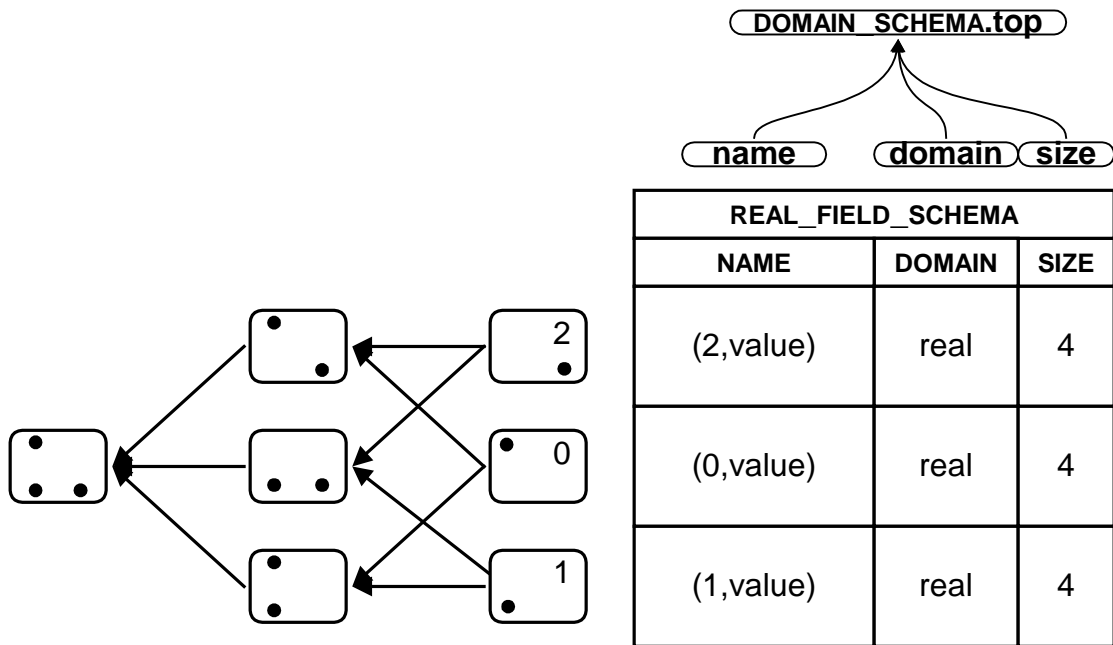 DOMAIN_SCHEMA.top
name domain size
REAL_FIELD_SCHEMA
NAME DOMAIN SIZE
2 (2,value) real 4
0 (0,value) real 4
1 (1,value) real 4